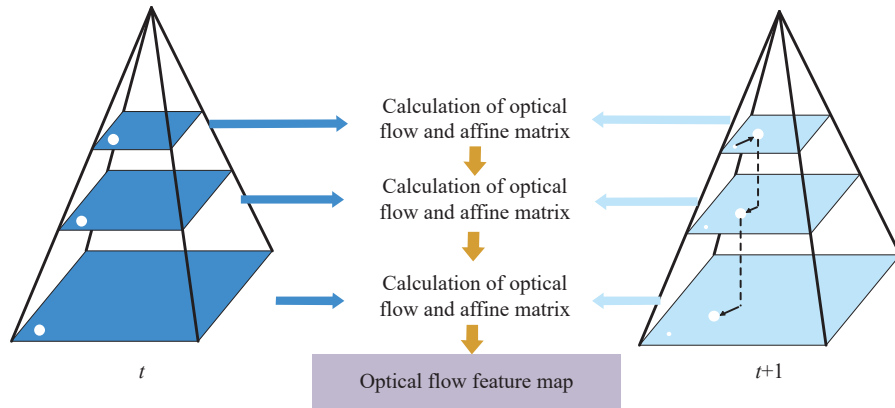 Calculation of optical
flow and affine matrix
Calculation of optical
flow and affine matrix
Calculation of optical
flow and affine matrix
Optical flow feature map
t
t+1